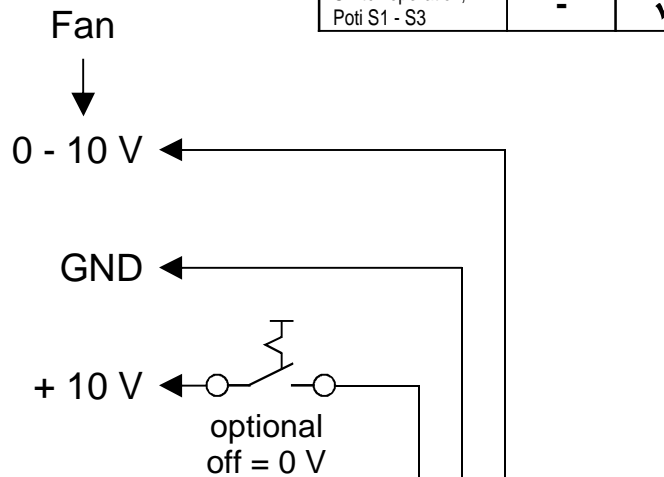 Fan
Poti S1 - S3
-
0 - 10 V
GND
+ 10 V
optional
off = 0 V